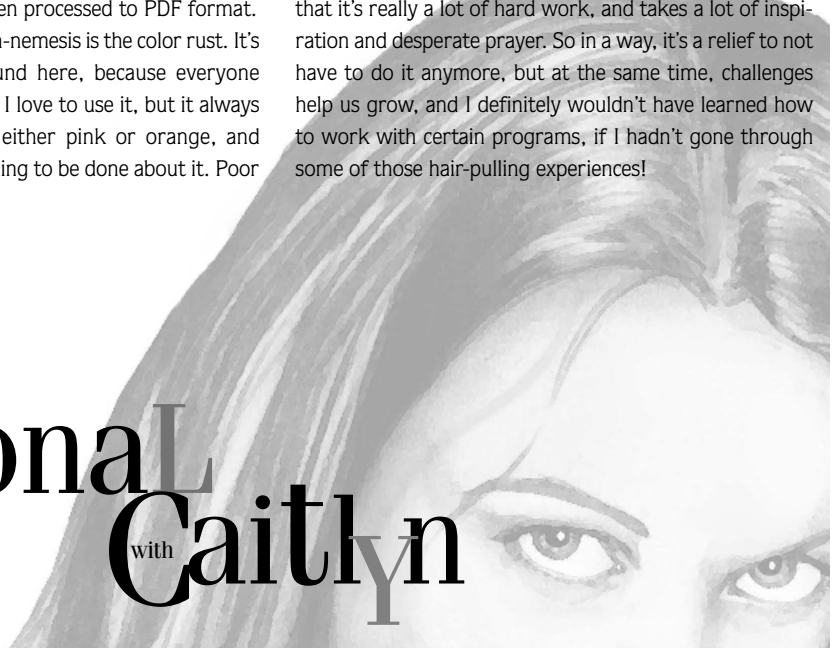 en processed to PDF format.
-nemesis is the color rust. It's
und here, because everyone
I love to use it, but it always
either pink or orange, and
ing to be done about it. Poor
that it's really a lot of hard work, and takes a lot of inspi-
ration and desperate prayer. So in a way, it's a relief to not
have to do it anymore, but at the same time, challenges
help us grow, and I definitely wouldn't have learned how
to work with certain programs, if I hadn't gone through
some of those hair-pulling experiences!
onaL
with
CaitlYn